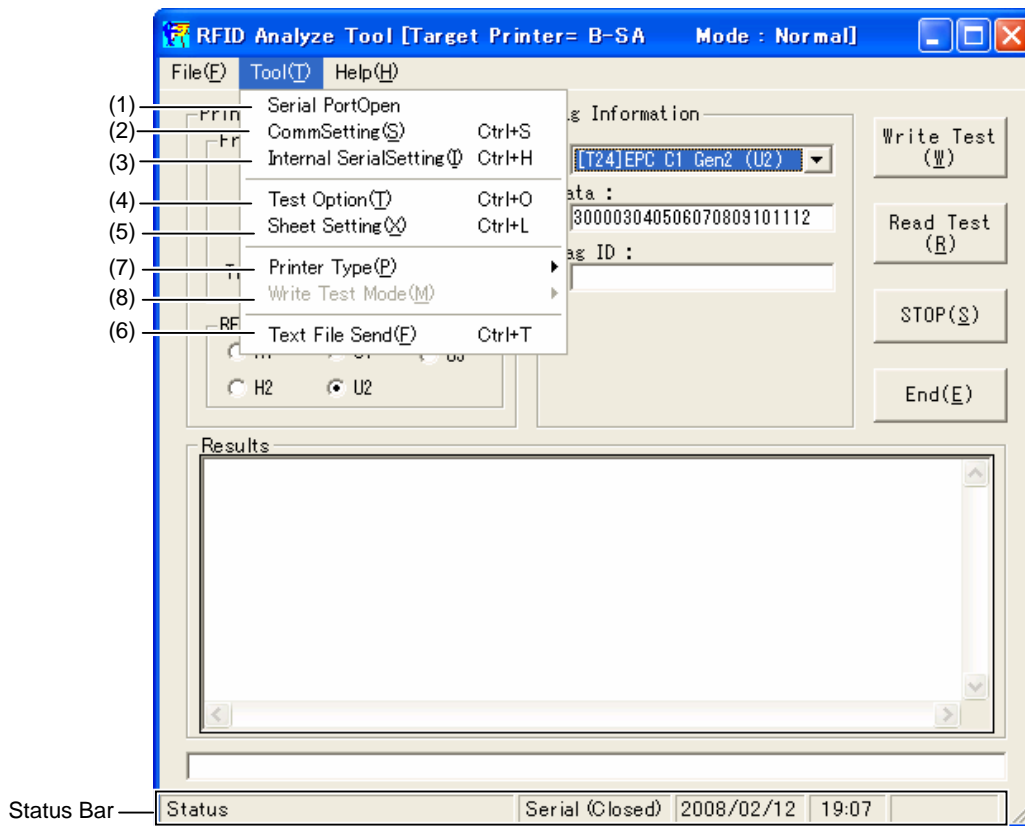 RFID Analyze Tool [Target Printer= B-SA Mode : Normal]
File(F) Tool(T) Help(H)
(1) Serial PortOpen
(2) CommSetting(S) Ctrl+S
(3) Internal SerialSetting(I) Ctrl+H
(4) Test Option(T) Ctrl+O
(5) Sheet Setting(X) Ctrl+L
(7) Printer Type(P)
(8) Write Test Mode(M)
(6) Text File Send(F) Ctrl+T
H2 U2
Information
[T24]EPC C1 Gen2 (U2)
300003040506070809101112
ID :
Write Test
(W)
Read Test
(R)
STOP(S)
End(E)
Results
Status Bar Status Serial (Closed) 2008/02/12 19:07